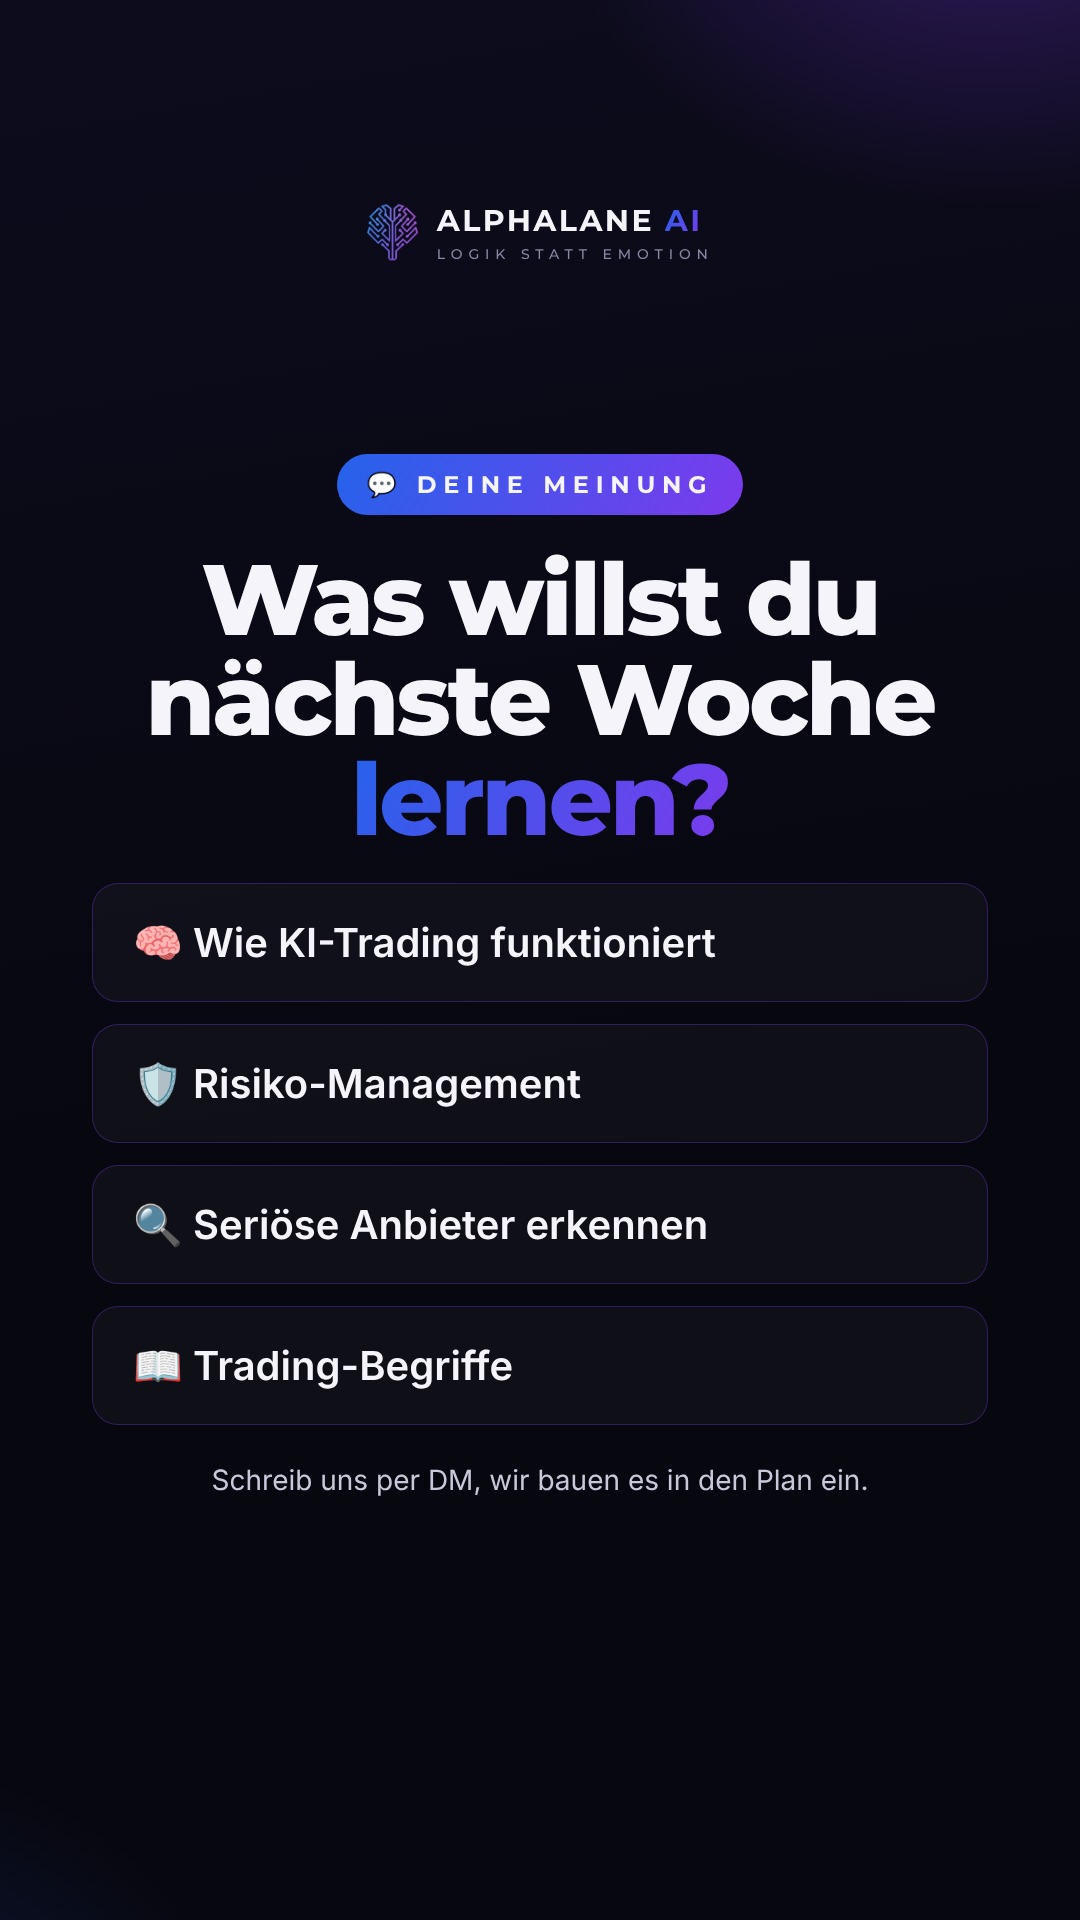 ALPHALANE AI
LOGIK STATT EMOTION
💬 DEINE MEINUNG
Was willst du
nächste Woche
lernen?
🧠 Wie KI-Trading funktioniert
🛡️ Risiko-Management
🔍 Seriöse Anbieter erkennen
📖 Trading-Begriffe
Schreib uns per DM, wir bauen es in den Plan ein.